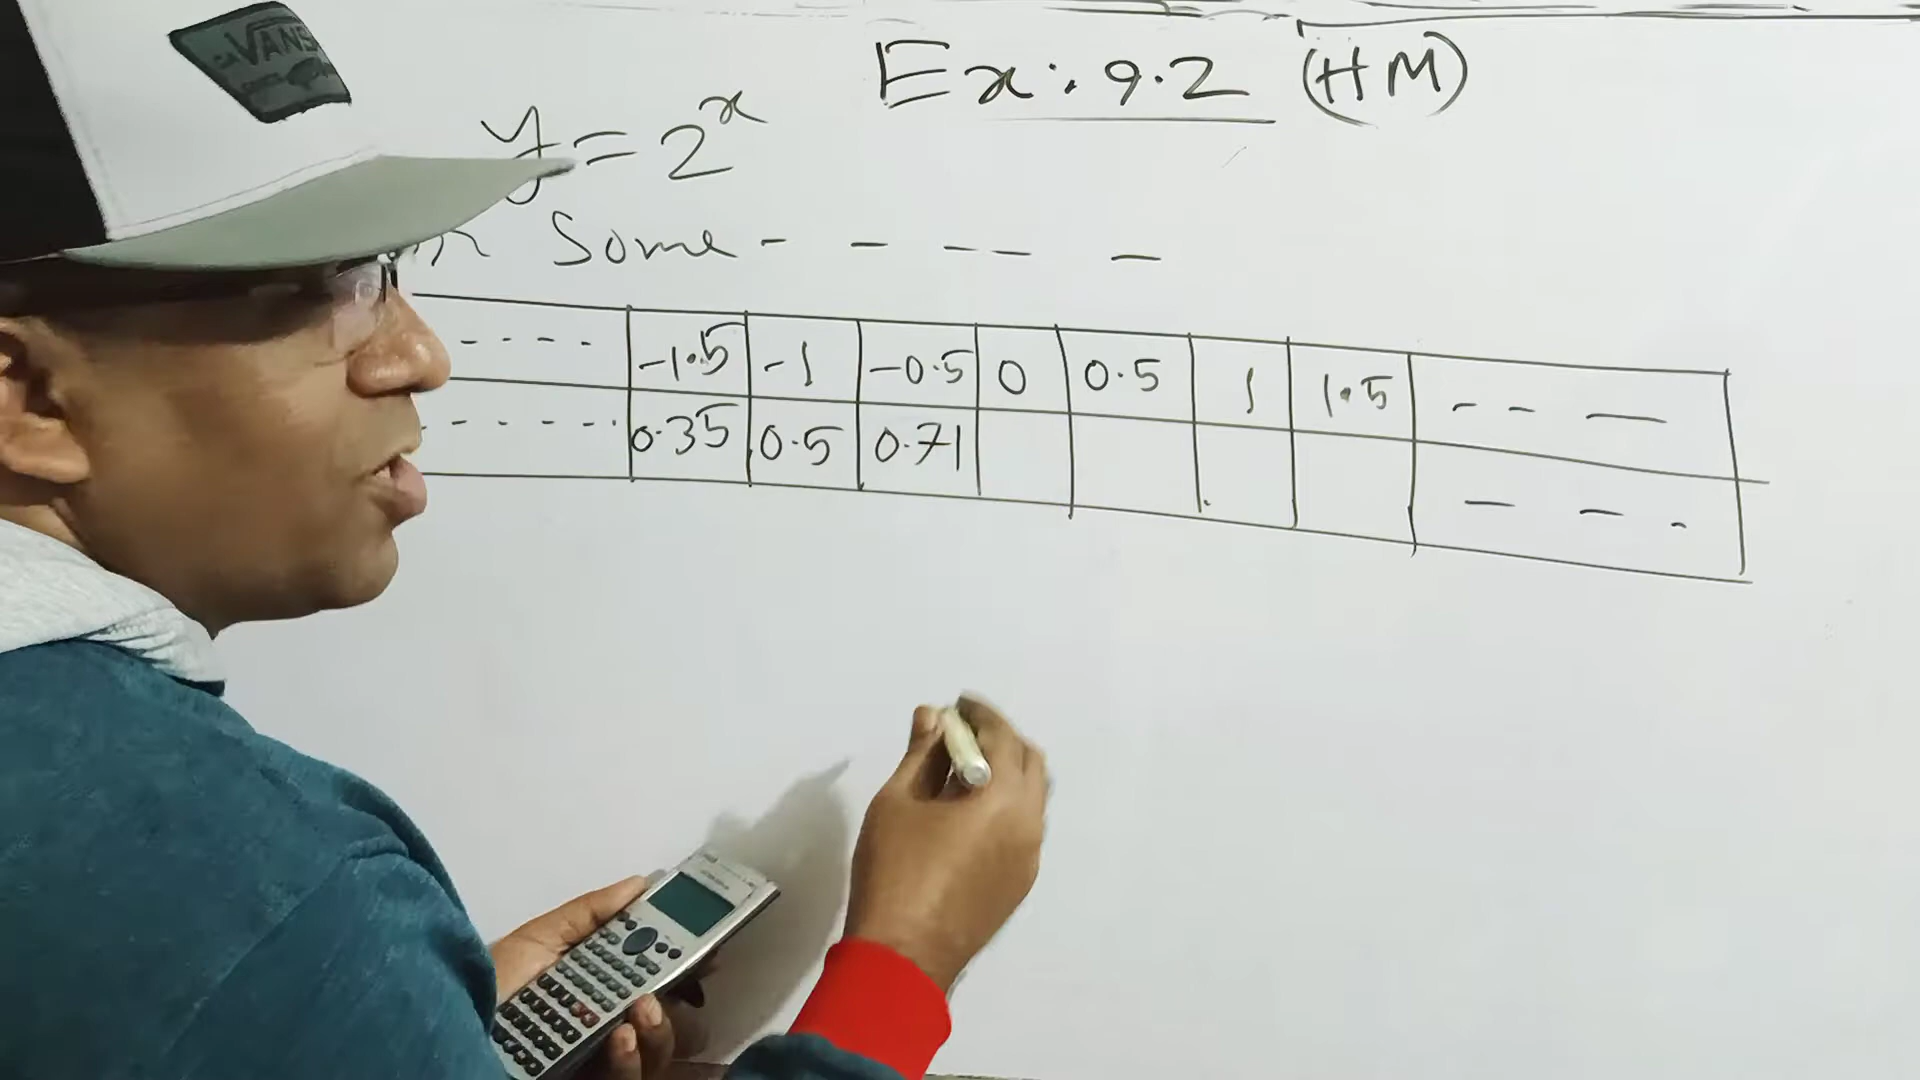 Ex: 9.2 (HM)
y = 2^x
Some - - - - -
- - - - -1.5 -1 -0.5 0 0.5 1 1.5 - - -
- - - - - 0.35 0.5 0.71 - - -
VANS